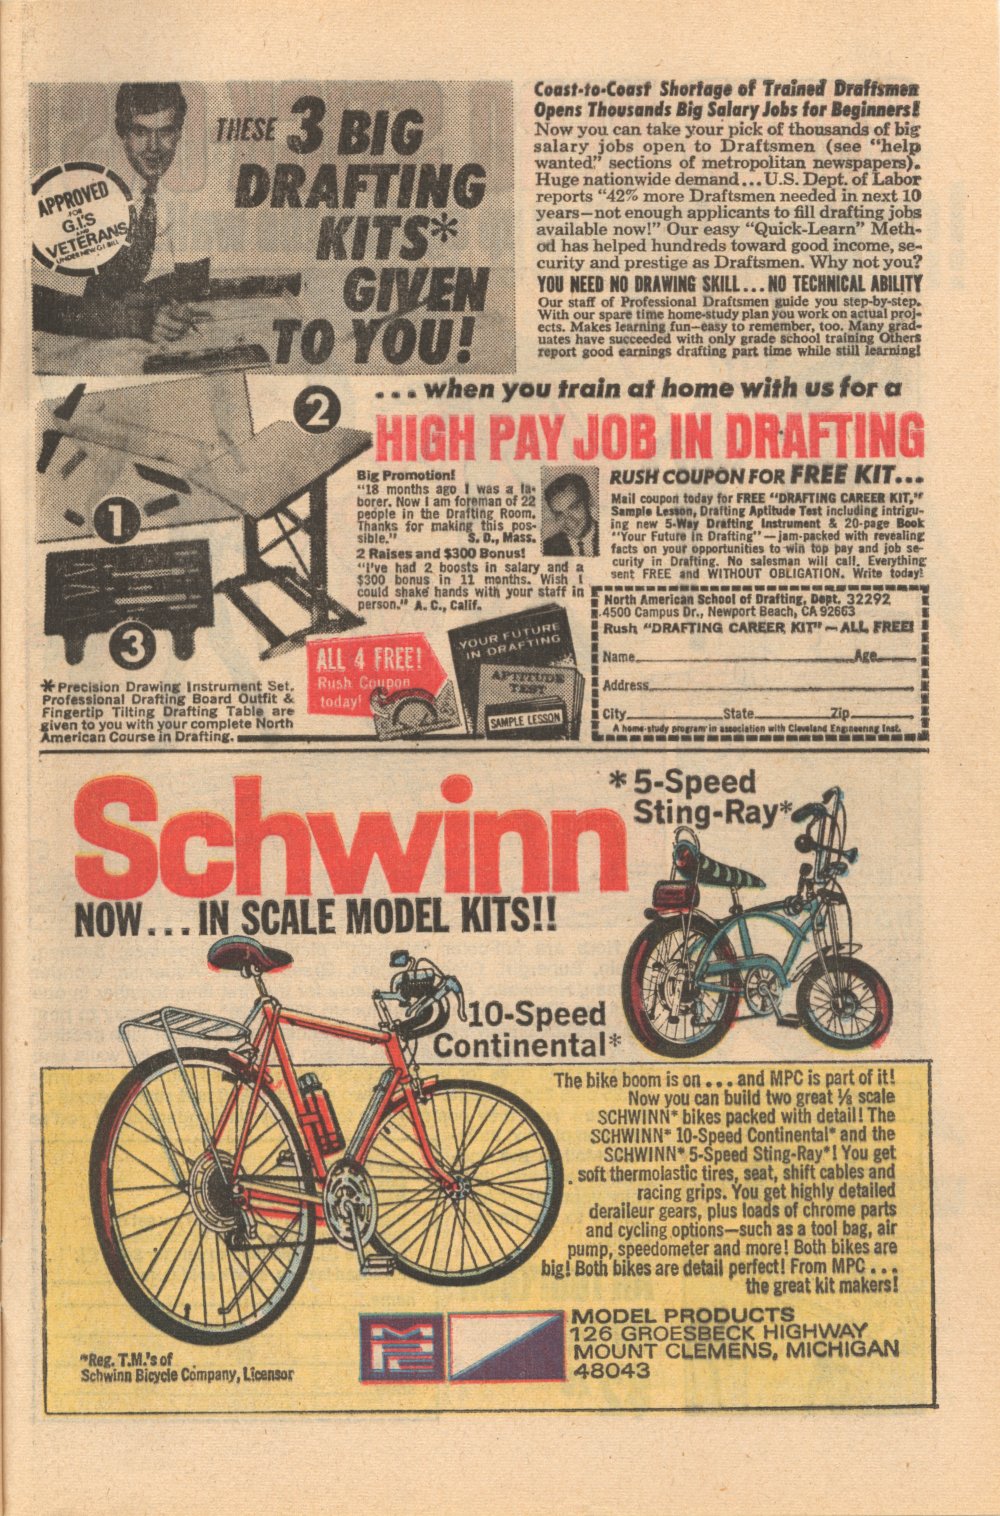 THESE 3 BIG
DRAFTING
KITS*
GIVEN
TO YOU!
APPROVED
FOR
G.I.'S
AND
VETERANS
UNDER NEW G.I. BILL
Coast-to-Coast Shortage of Trained Draftsmen
Opens Thousands Big Salary Jobs for Beginners!
Now you can take your pick of thousands of big
salary jobs open to Draftsmen (see "help
wanted" sections of metropolitan newspapers).
Huge nationwide demand... U.S. Dept. of Labor
reports "42% more Draftsmen needed in next 10
years—not enough applicants to fill drafting jobs
available now!" Our easy "Quick-Learn" Meth-
od has helped hundreds toward good income, se-
curity and prestige as Draftsmen. Why not you?
YOU NEED NO DRAWING SKILL...NO TECHNICAL ABILITY
Our staff of Professional Draftsmen guide you step-by-step.
With our spare time home-study plan you work on actual proj-
ects. Makes learning fun—easy to remember, too. Many grad-
uates have succeeded with only grade school training Others
report good earnings drafting part time while still learning!
...when you train at home with us for a
HIGH PAY JOB IN DRAFTING
1
2
3
Big Promotion!
"18 months ago I was a la-
borer. Now I am foreman of 22
people in the Drafting Room.
Thanks for making this pos-
sible." S. D., Mass.
2 Raises and $300 Bonus!
"I've had 2 boosts in salary and a
$300 bonus in 11 months. Wish I
could shake hands with your staff in
person." A. C., Calif.
RUSH COUPON FOR FREE KIT...
Mail coupon today for FREE "DRAFTING CAREER KIT,"
Sample Lesson, Drafting Aptitude Test including intrigu-
ing new 5-Way Drafting Instrument & 20-page Book
"Your Future in Drafting"—jam-packed with revealing
facts on your opportunities to win top pay and job se-
curity in Drafting. No salesman will call. Everything
sent FREE and WITHOUT OBLIGATION. Write today!
North American School of Drafting, Dept. 32292
4500 Campus Dr., Newport Beach, CA 92663
Rush "DRAFTING CAREER KIT"—ALL FREE!
Name Age
Address
City State Zip
A home-study program in association with Cleveland Engineering Inst.
ALL 4 FREE!
Rush Coupon
today!
YOUR FUTURE
IN DRAFTING
APTITUDE
TEST
SAMPLE LESSON
*Precision Drawing Instrument Set,
Professional Drafting Board Outfit &
Fingertip Tilting Drafting Table are
given to you with your complete North
American Course in Drafting.
Schwinn
NOW...IN SCALE MODEL KITS!!
*5-Speed
Sting-Ray*
10-Speed
Continental*
The bike boom is on...and MPC is part of it!
Now you can build two great ⅛ scale
SCHWINN* bikes packed with detail! The
SCHWINN* 10-Speed Continental* and the
SCHWINN* 5-Speed Sting-Ray*! You get
soft thermolastic tires, seat, shift cables and
racing grips. You get highly detailed
deraileur gears, plus loads of chrome parts
and cycling options—such as a tool bag, air
pump, speedometer and more! Both bikes are
big! Both bikes are detail perfect! From MPC...
the great kit makers!
MPC
MODEL PRODUCTS
126 GROESBECK HIGHWAY
MOUNT CLEMENS, MICHIGAN
48043
*Reg. T.M.'s of
Schwinn Bicycle Company, Licensor